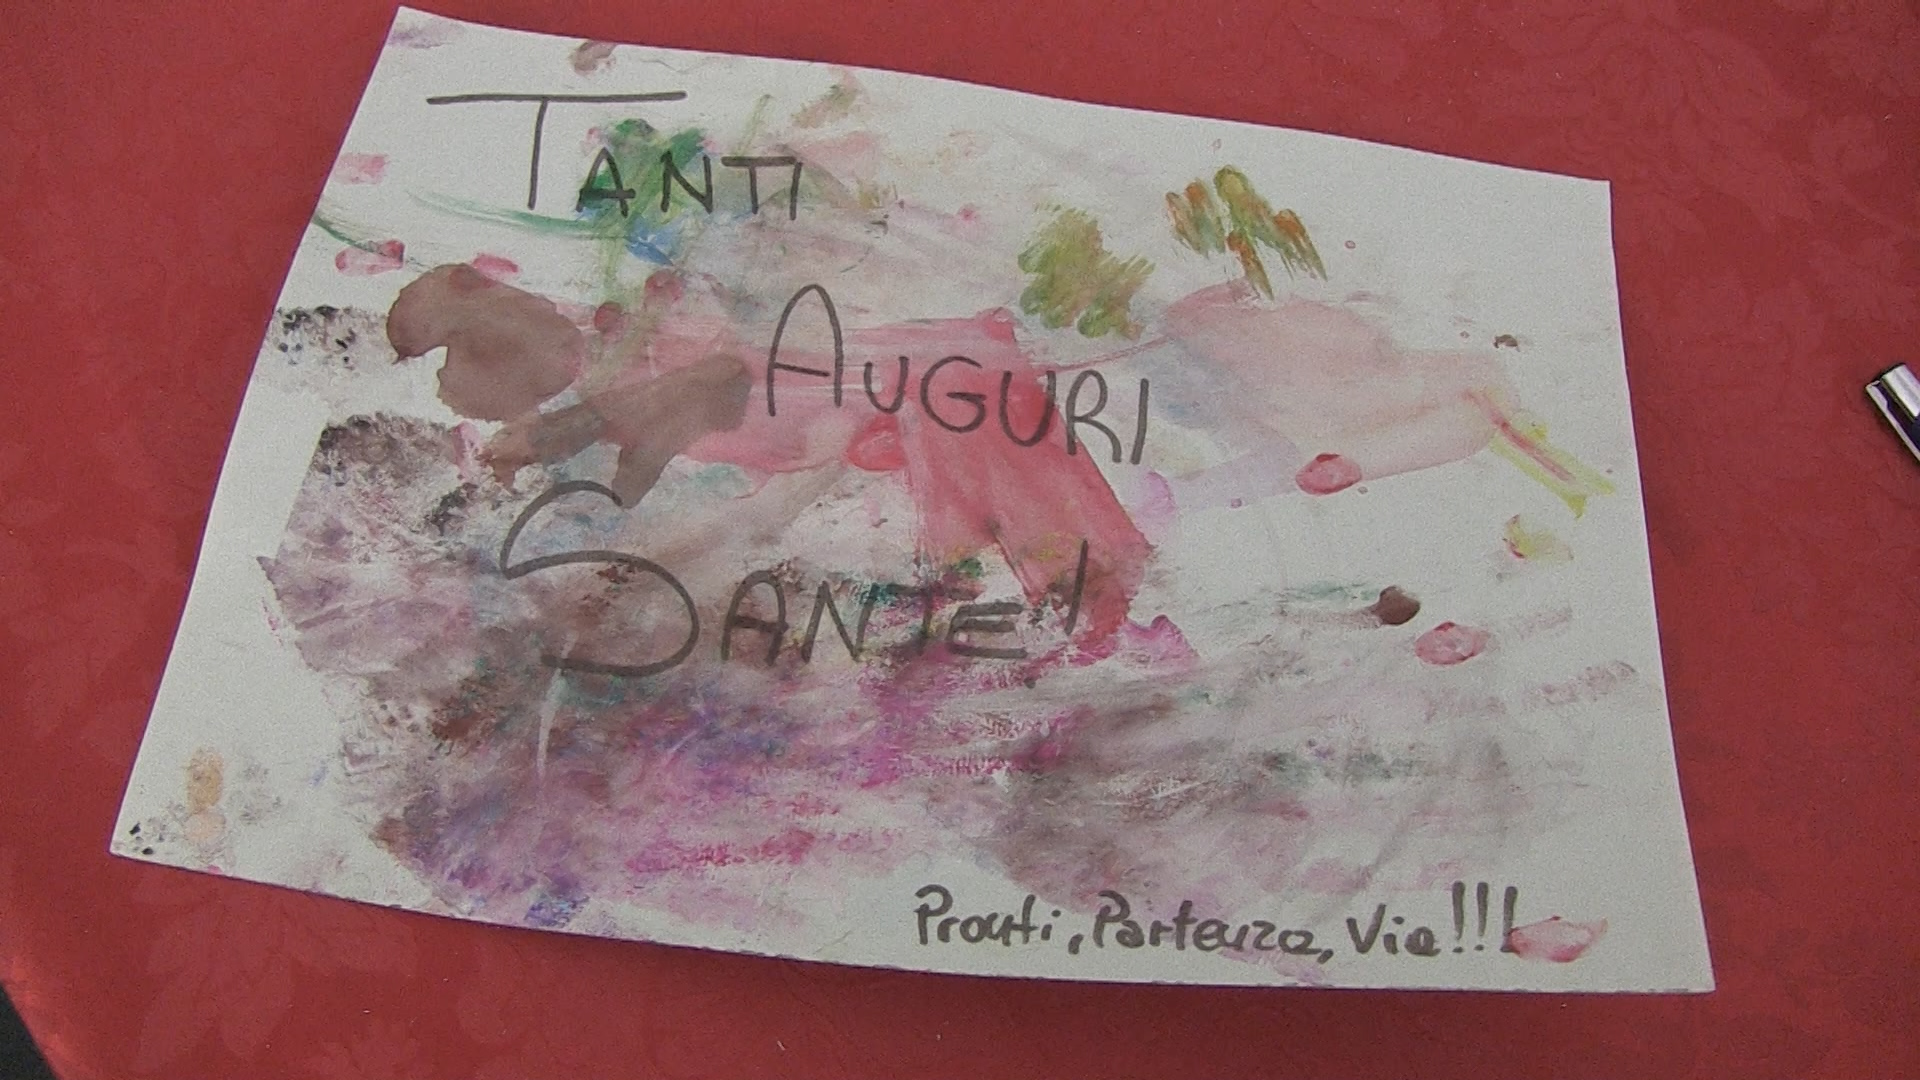 TANTI
AUGURI
SANTE!
Pronti, Partenza, Via!!!